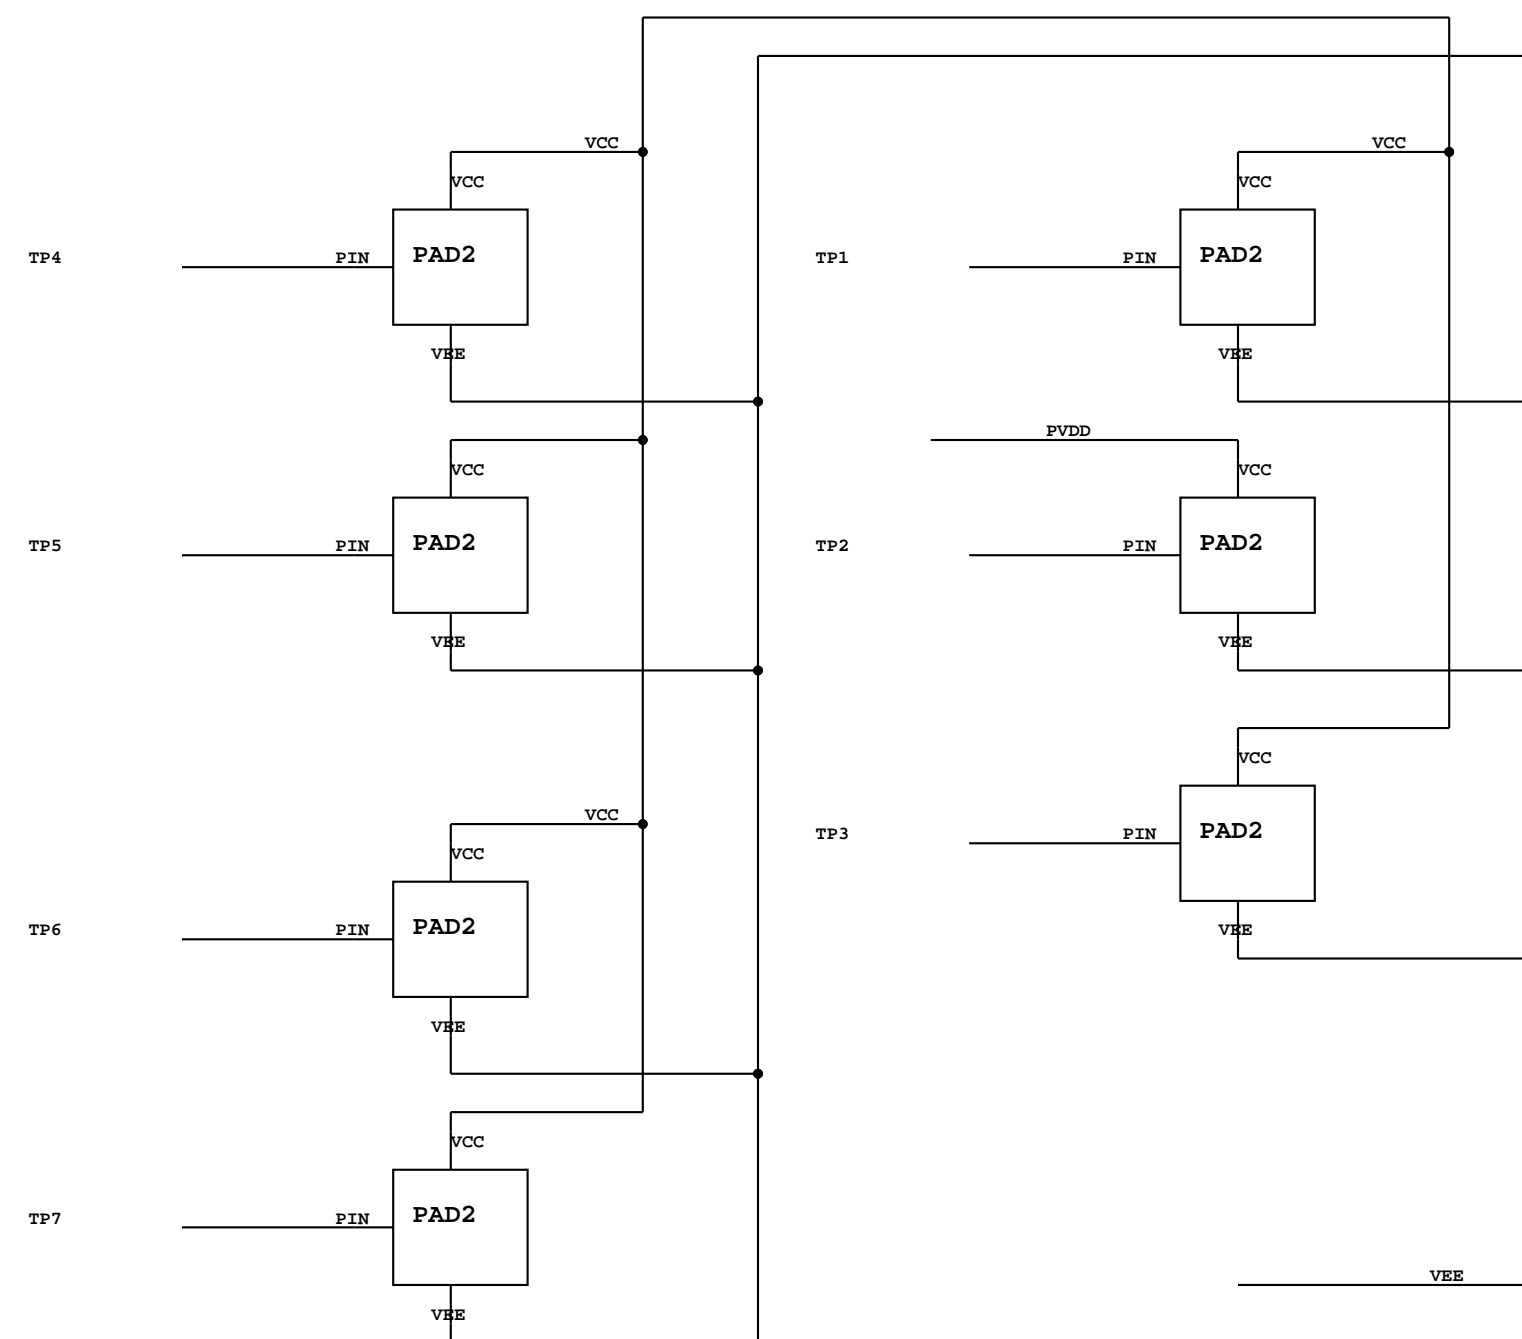 VCC VCC
VCC VCC
TP4 PIN PAD2 TP1 PIN PAD2
VEE VEE
PVDD
VCC VCC
TP5 PIN PAD2 TP2 PIN PAD2
VEE VEE
VCC
VCC
VCC
TP3 PIN PAD2
TP6 PIN PAD2
VEE
VEE
VCC
TP7 PIN PAD2
VEE
VEE